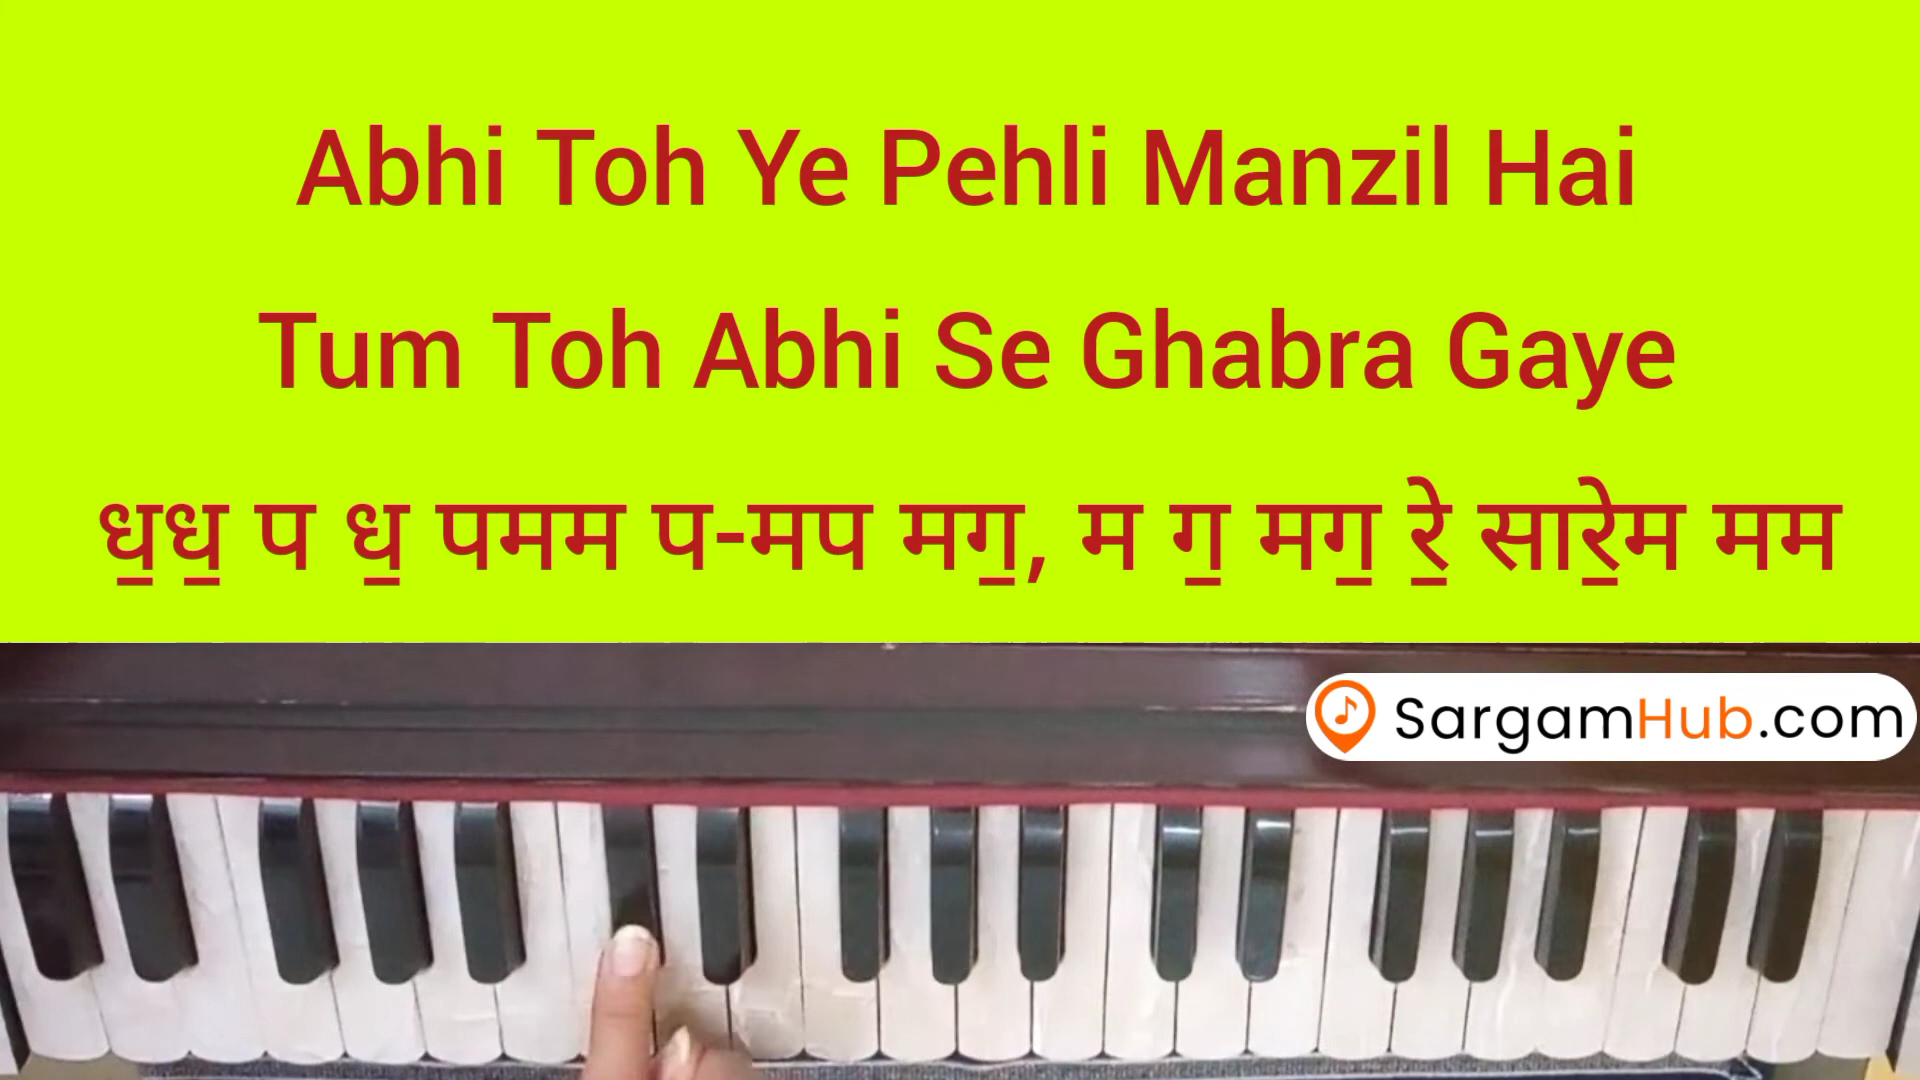 Abhi Toh Ye Pehli Manzil Hai
Tum Toh Abhi Se Ghabra Gaye
ध॒ध॒ प ध॒ पमम प-मप मग॒, म ग॒ मग॒ रे॒ सारे॒म मम
SargamHub.com